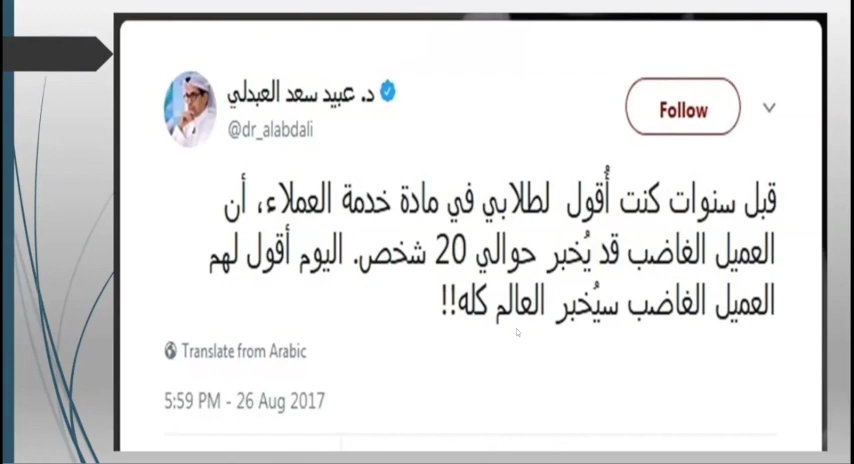 د. عبيد سعد العبدلي
@dr_alabdali
Follow
قبل سنوات كنت أُقول لطلابي في مادة خدمة العملاء، أن
العميل الغاضب قد يُخبر حوالي 20 شخص. اليوم أقول لهم
العميل الغاضب سيُخبر العالم كله!!
Translate from Arabic
5:59 PM - 26 Aug 2017